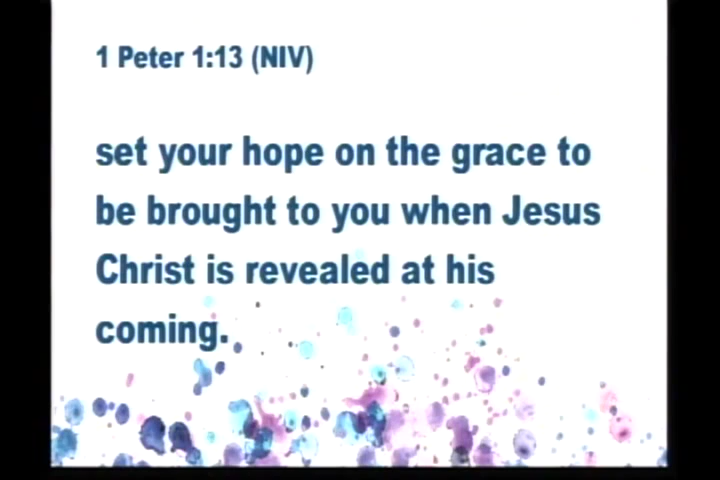 1 Peter 1:13 (NIV)
set your hope on the grace to
be brought to you when Jesus
Christ is revealed at his
coming.